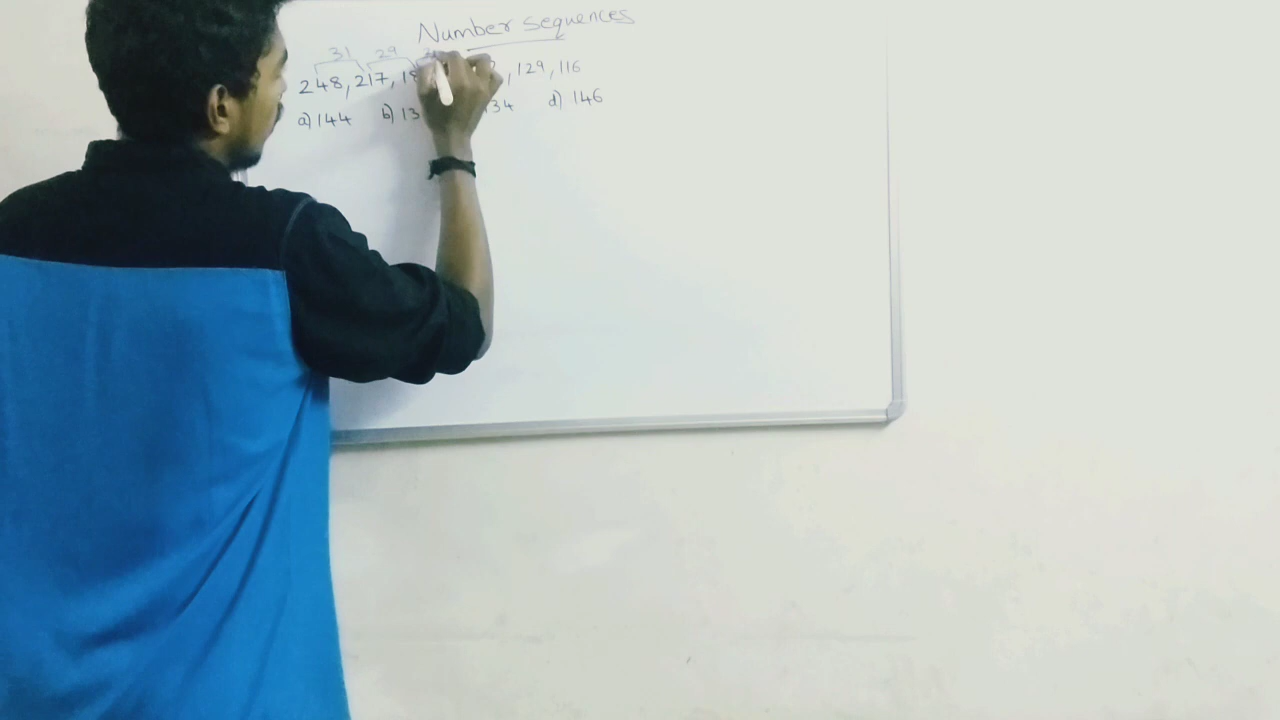 Number Sequences
31 29
248, 217, 18 , 129, 116
a) 144 b) 13 34 d) 146